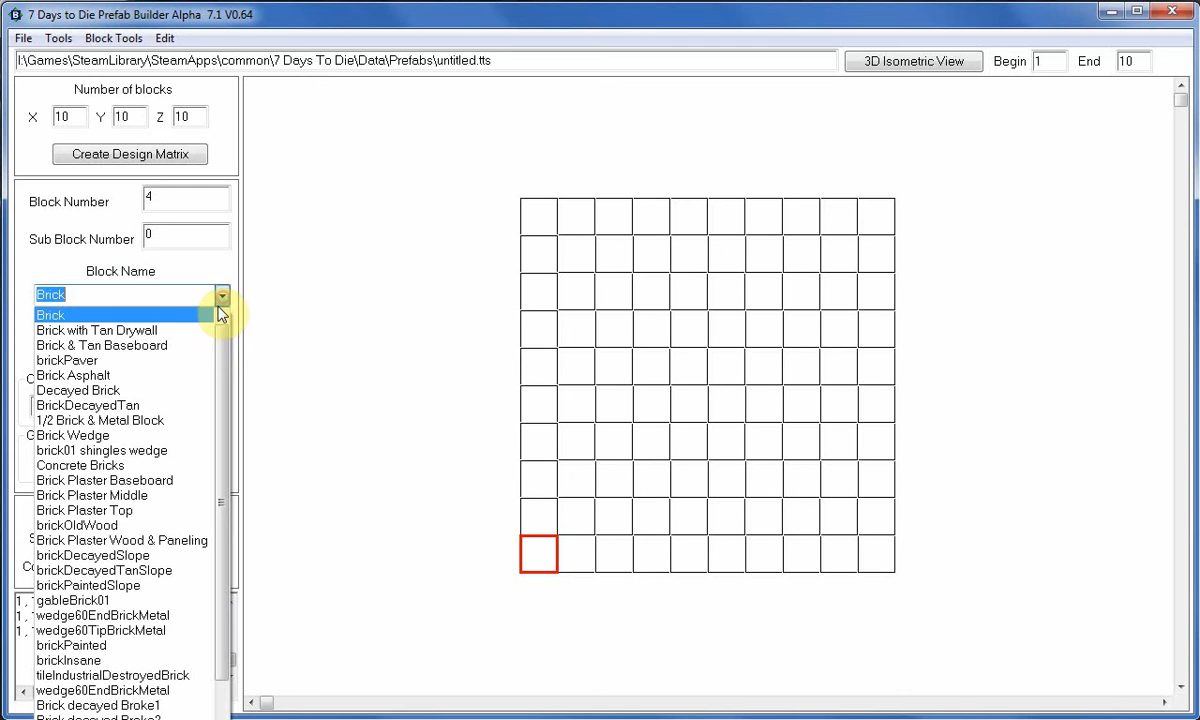 7 Days to Die Prefab Builder Alpha 7.1 V0.64
File Tools Block Tools Edit
I:\Games\SteamLibrary\SteamApps\common\7 Days To Die\Data\Prefabs\untitled.tts
3D Isometric View Begin 1 End 10
Number of blocks
X 10 Y 10 Z 10
Create Design Matrix
Block Number 4
Sub Block Number 0
Block Name
Brick
Brick
Brick with Tan Drywall
Brick & Tan Baseboard
brickPaver
Brick Asphalt
Decayed Brick
BrickDecayedTan
1/2 Brick & Metal Block
Brick Wedge
brick01 shingles wedge
Concrete Bricks
Brick Plaster Baseboard
Brick Plaster Middle
Brick Plaster Top
brickOldWood
Brick Plaster Wood & Paneling
brickDecayedSlope
brickDecayedTanSlope
brickPaintedSlope
gableBrick01
wedge60EndBrickMetal
wedge60TipBrickMetal
brickPainted
brickInsane
tileIndustrialDestroyedBrick
wedge60EndBrickMetal
Brick decayed Broke1
Brick decayed Broke2